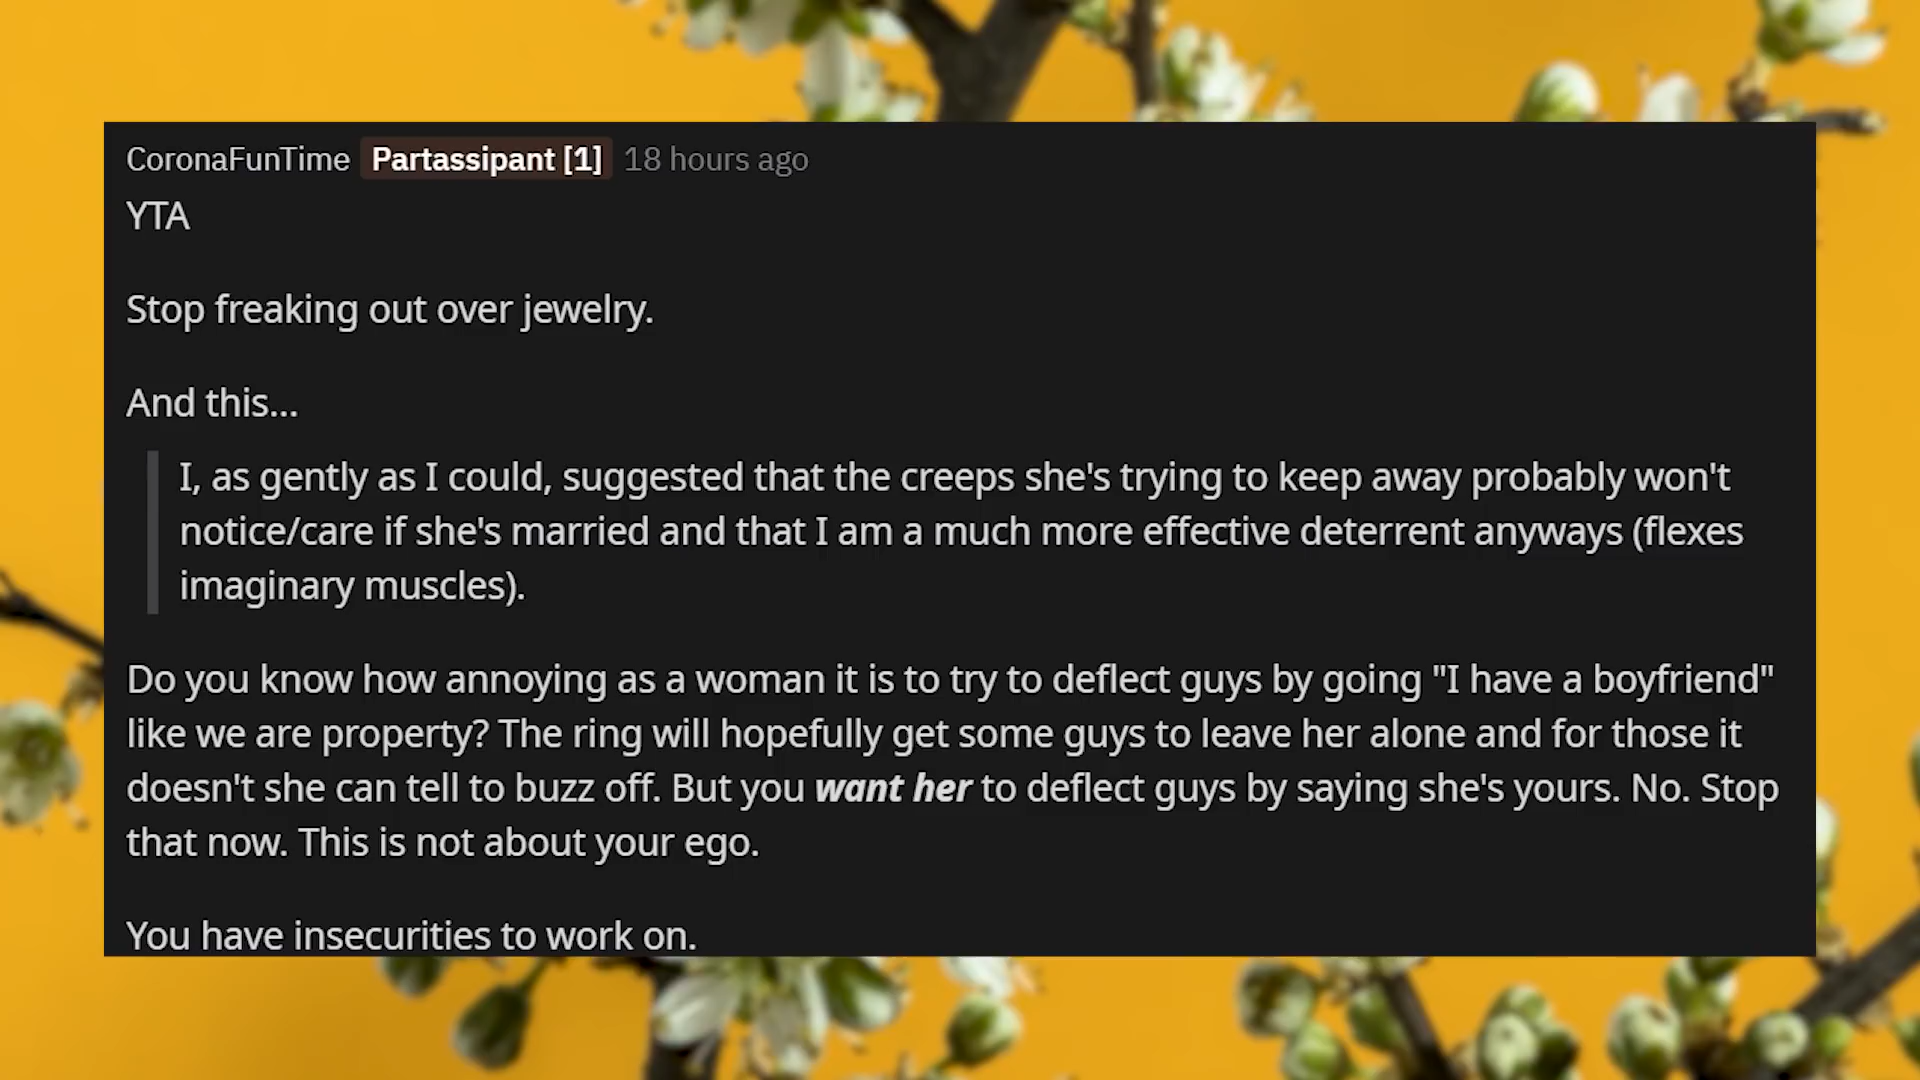 CoronaFunTime Partassipant [1] 18 hours ago
YTA
Stop freaking out over jewelry.
And this...
I, as gently as I could, suggested that the creeps she's trying to keep away probably won't
notice/care if she's married and that I am a much more effective deterrent anyways (flexes
imaginary muscles).
Do you know how annoying as a woman it is to try to deflect guys by going "I have a boyfriend"
like we are property? The ring will hopefully get some guys to leave her alone and for those it
doesn't she can tell to buzz off. But you want her to deflect guys by saying she's yours. No. Stop
that now. This is not about your ego.
You have insecurities to work on.